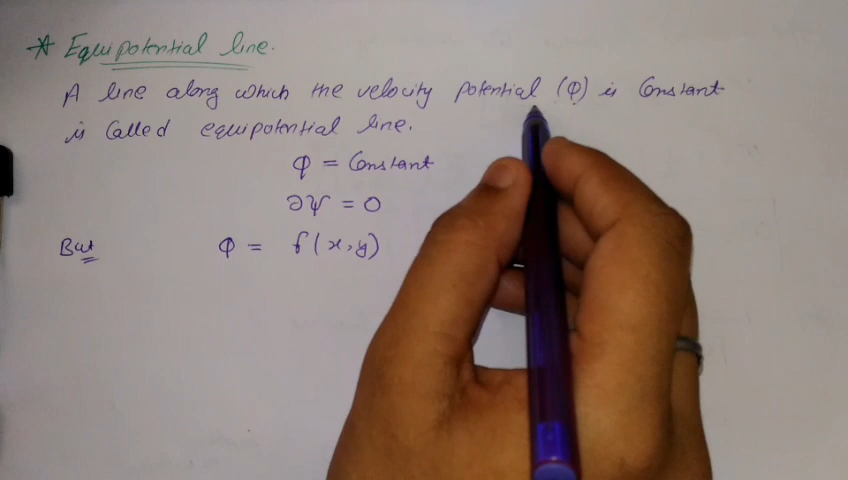 * Equipotential line.
A line along which the velocity potential (φ) is Constant
is Called equipotential line.
φ = Constant
∂ψ = 0
But φ = f(x,y)